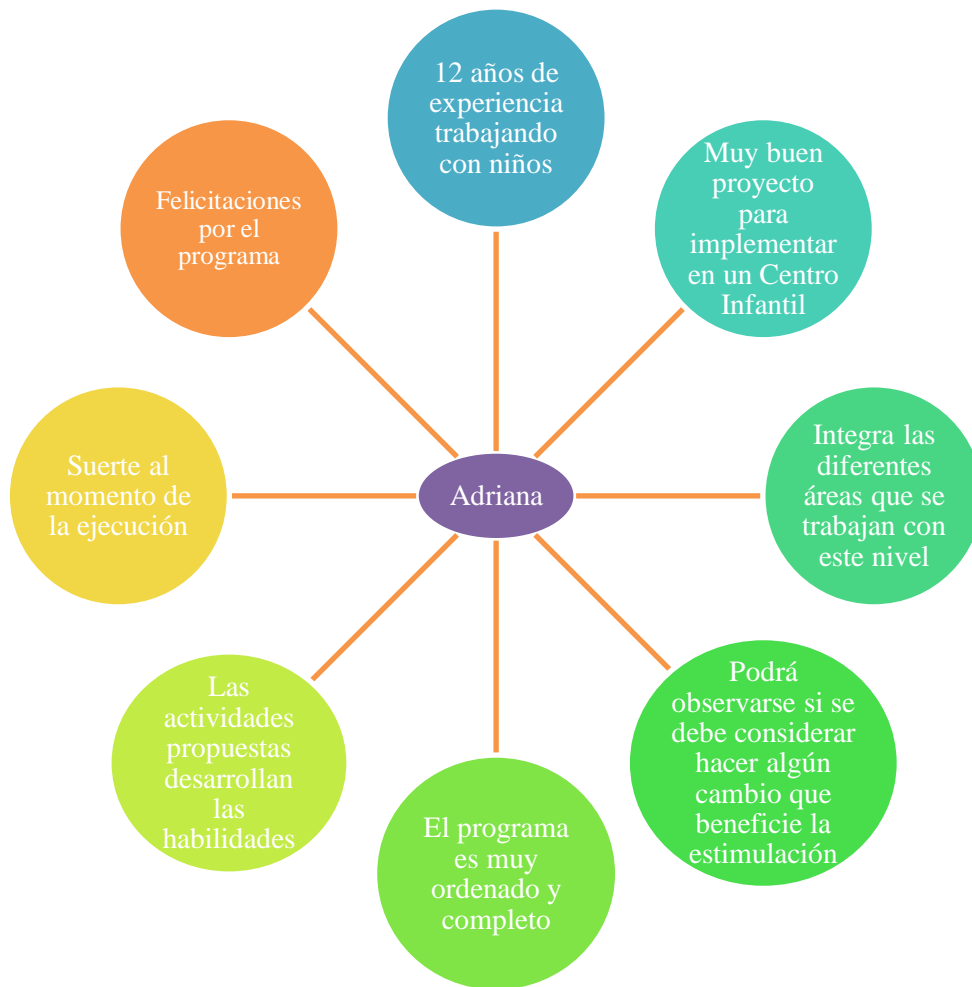 12 años de
experiencia
trabajando
con niños
Muy buen
proyecto
para
implementar
en un Centro
Infantil
Integra las
diferentes
áreas que se
trabajan con
este nivel
Podrá
observarse si se
debe considerar
hacer algún
cambio que
beneficie la
estimulación
El programa
es muy
ordenado y
completo
Las
actividades
propuestas
desarrollan
las
habilidades
Suerte al
momento de
la ejecución
Felicitaciones
por el
programa
Adriana